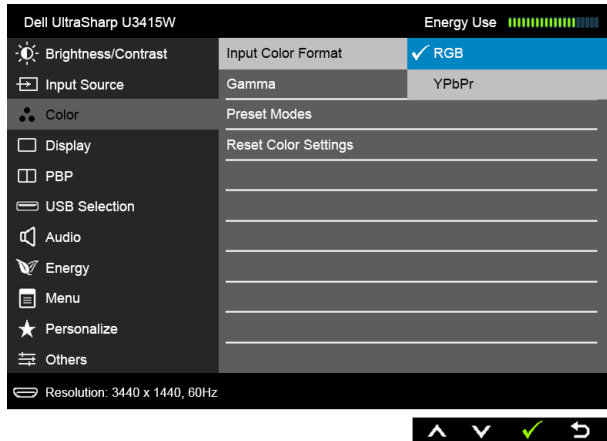 Dell UltraSharp U3415W
Energy Use
Brightness/Contrast
Input Color Format
RGB
Input Source
Gamma
YPbPr
Color
Preset Modes
Display
Reset Color Settings
PBP
USB Selection
Audio
Energy
Menu
Personalize
Others
Resolution: 3440 x 1440, 60Hz